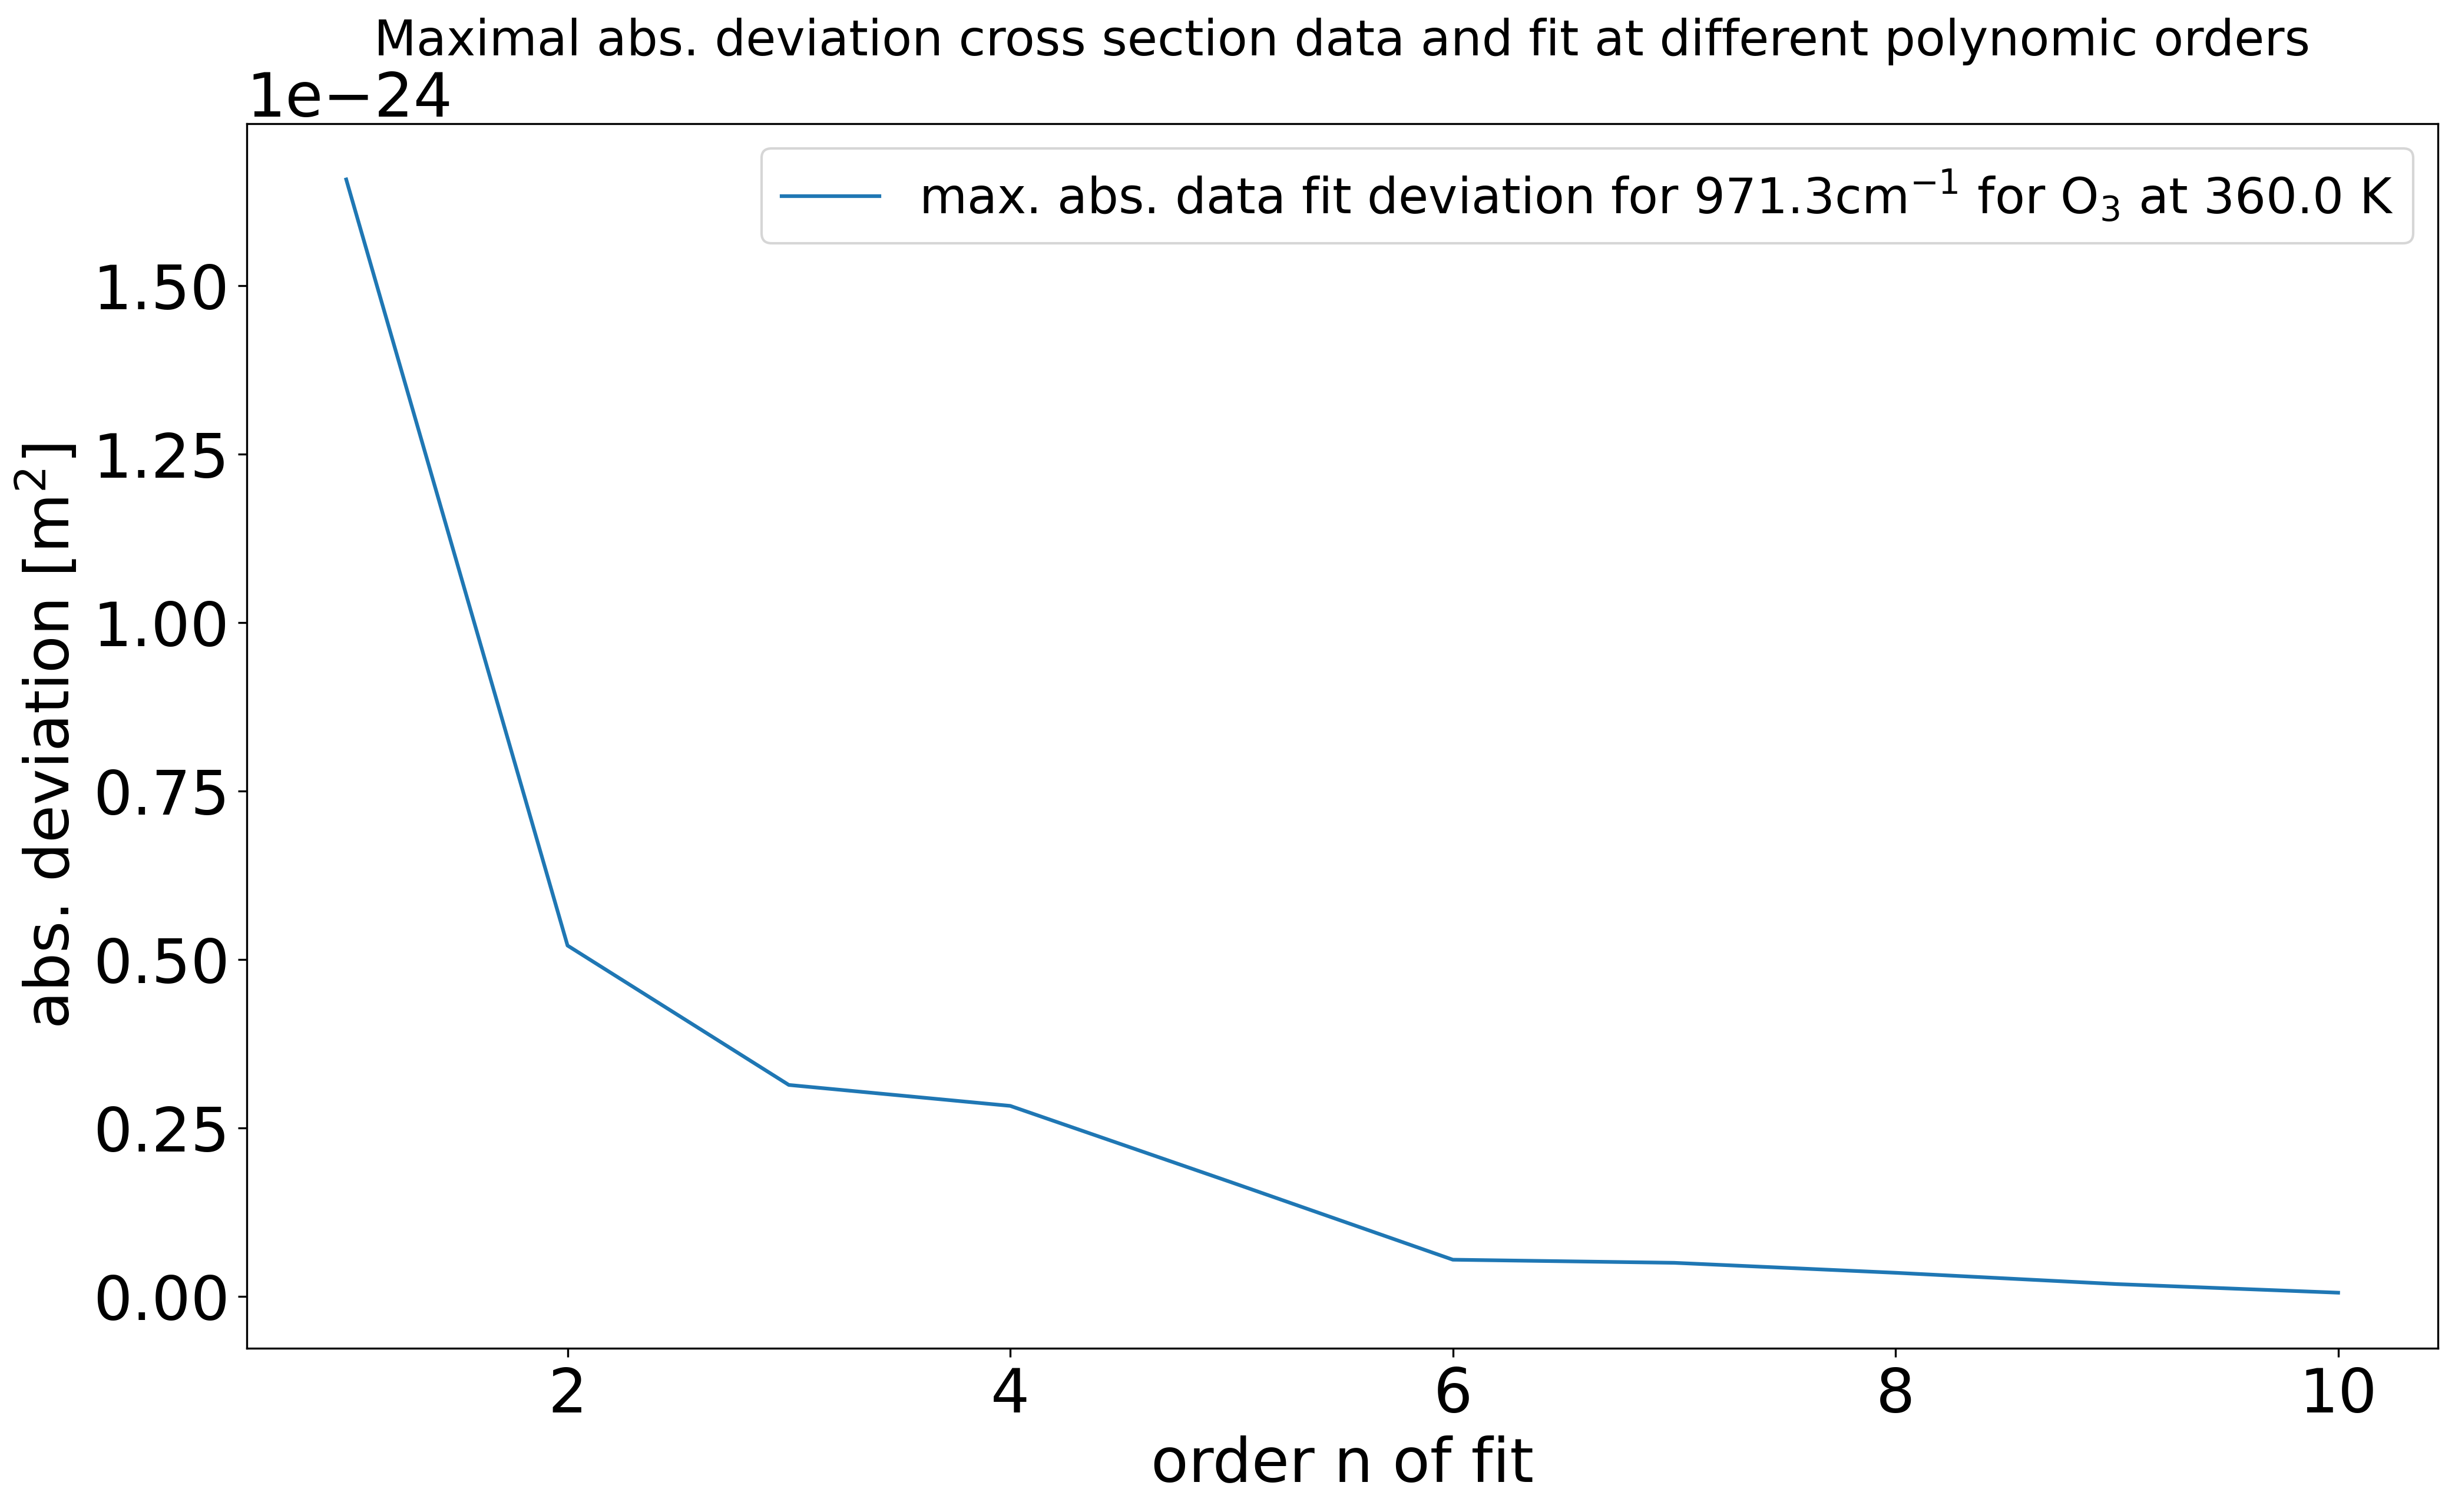 Maximal abs. deviation cross section data and fit at different polynomic orders
1e−24
max. abs. data fit deviation for 971.3cm⁻¹ for O₃ at 360.0 K
1.50
1.25
1.00
0.75
0.50
0.25
0.00
abs. deviation [m²]
2 4 6 8 10
order n of fit